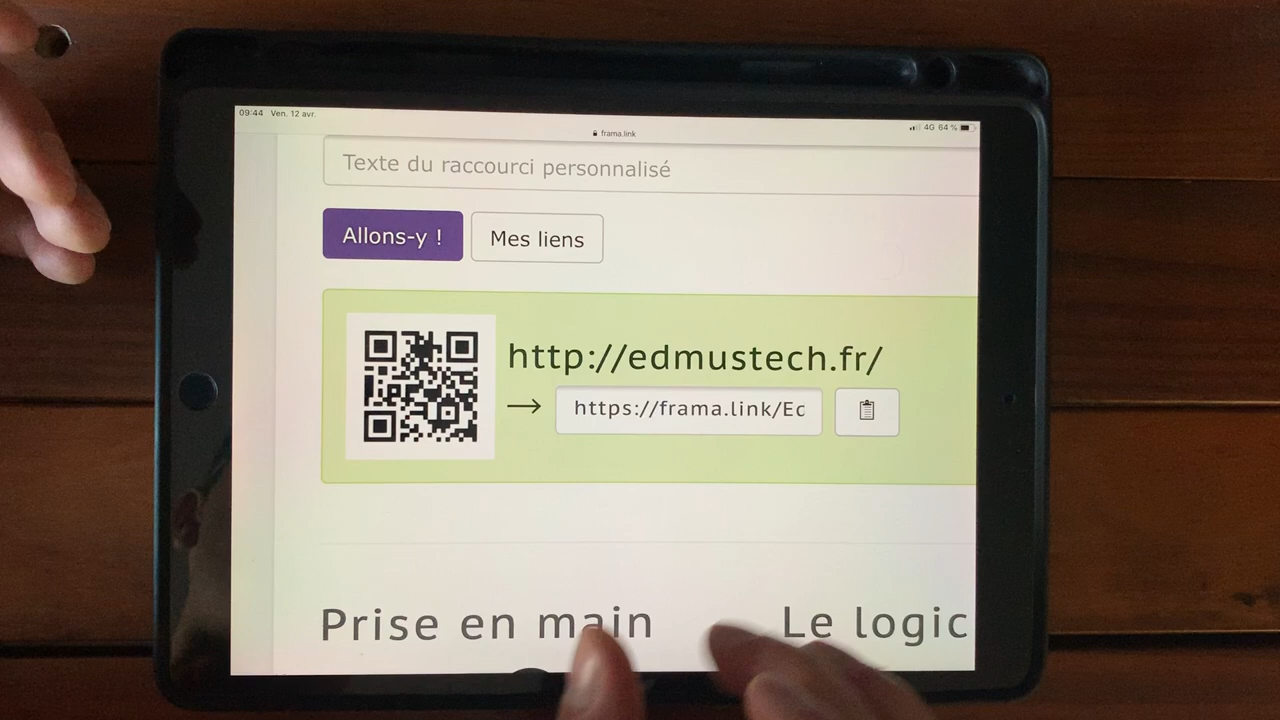 09:44 Ven. 12 avr.
4G 64 %
frama.link
Texte du raccourci personnalisé
Allons-y !
Mes liens
http://edmustech.fr/
→ https://frama.link/Ec
Prise en main
Le logic